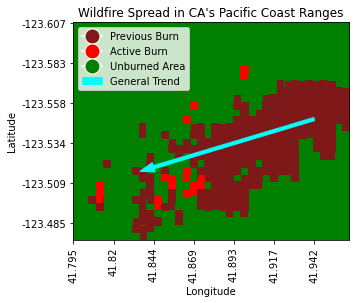 Wildfire Spread in CA's Pacific Coast Ranges
Previous Burn
Active Burn
Unburned Area
General Trend
Latitude
-123.607
-123.583
-123.558
-123.534
-123.509
-123.485
41.795
41.82
41.844
41.869
41.893
41.917
41.942
Longitude